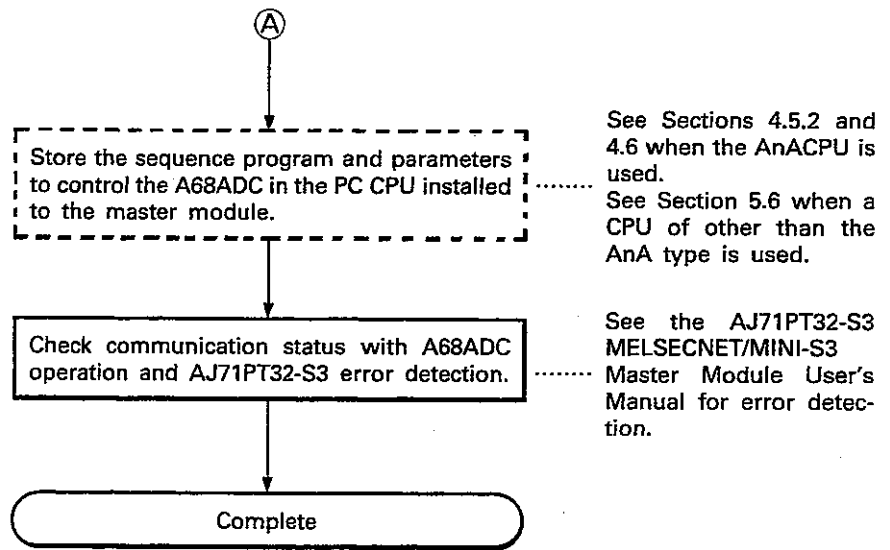 A
Store the sequence program and parameters
to control the A68ADC in the PC CPU installed
to the master module.
See Sections 4.5.2 and
4.6 when the AnACPU is
used.
See Section 5.6 when a
CPU of other than the
AnA type is used.
Check communication status with A68ADC
operation and AJ71PT32-S3 error detection.
See the AJ71PT32-S3
MELSECNET/MINI-S3
Master Module User's
Manual for error detec-
tion.
Complete